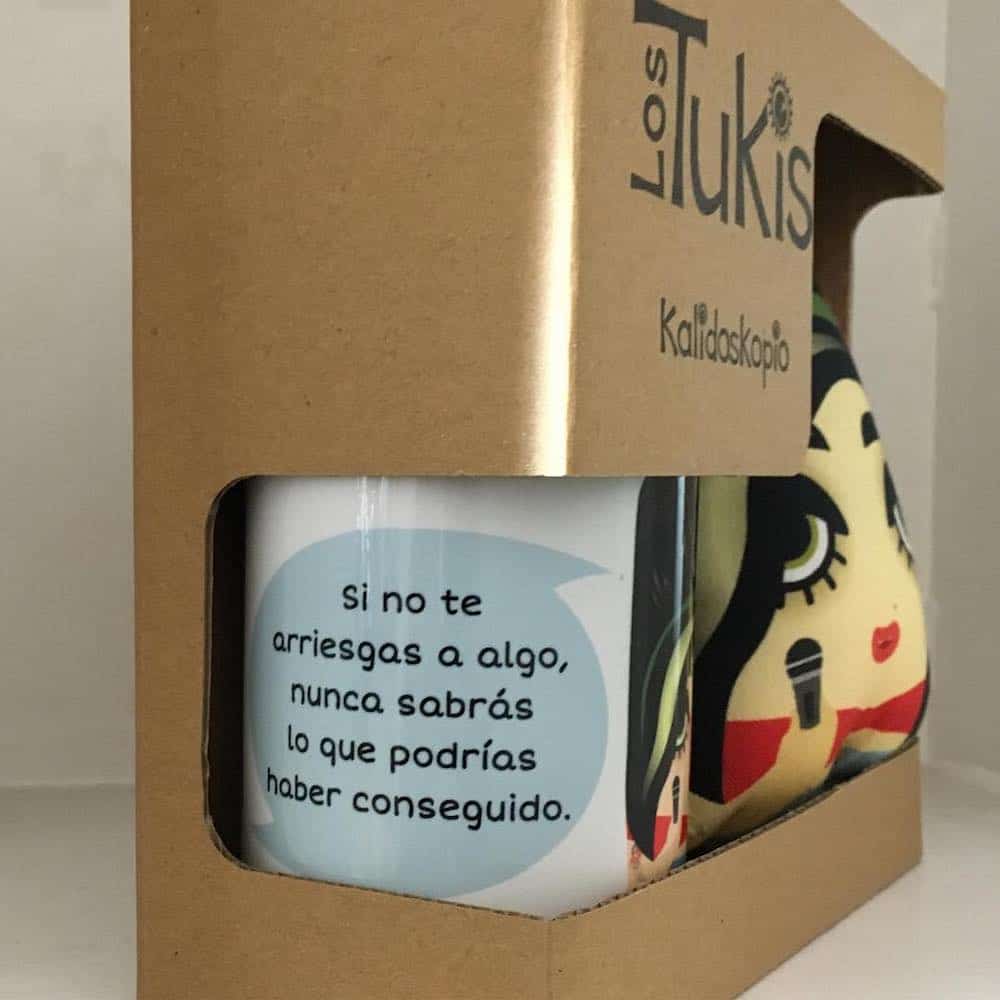 Los
Tukis
Kalidoskopio
Si no te
arriesgas a algo,
nunca sabrás
lo que podrías
haber conseguido.